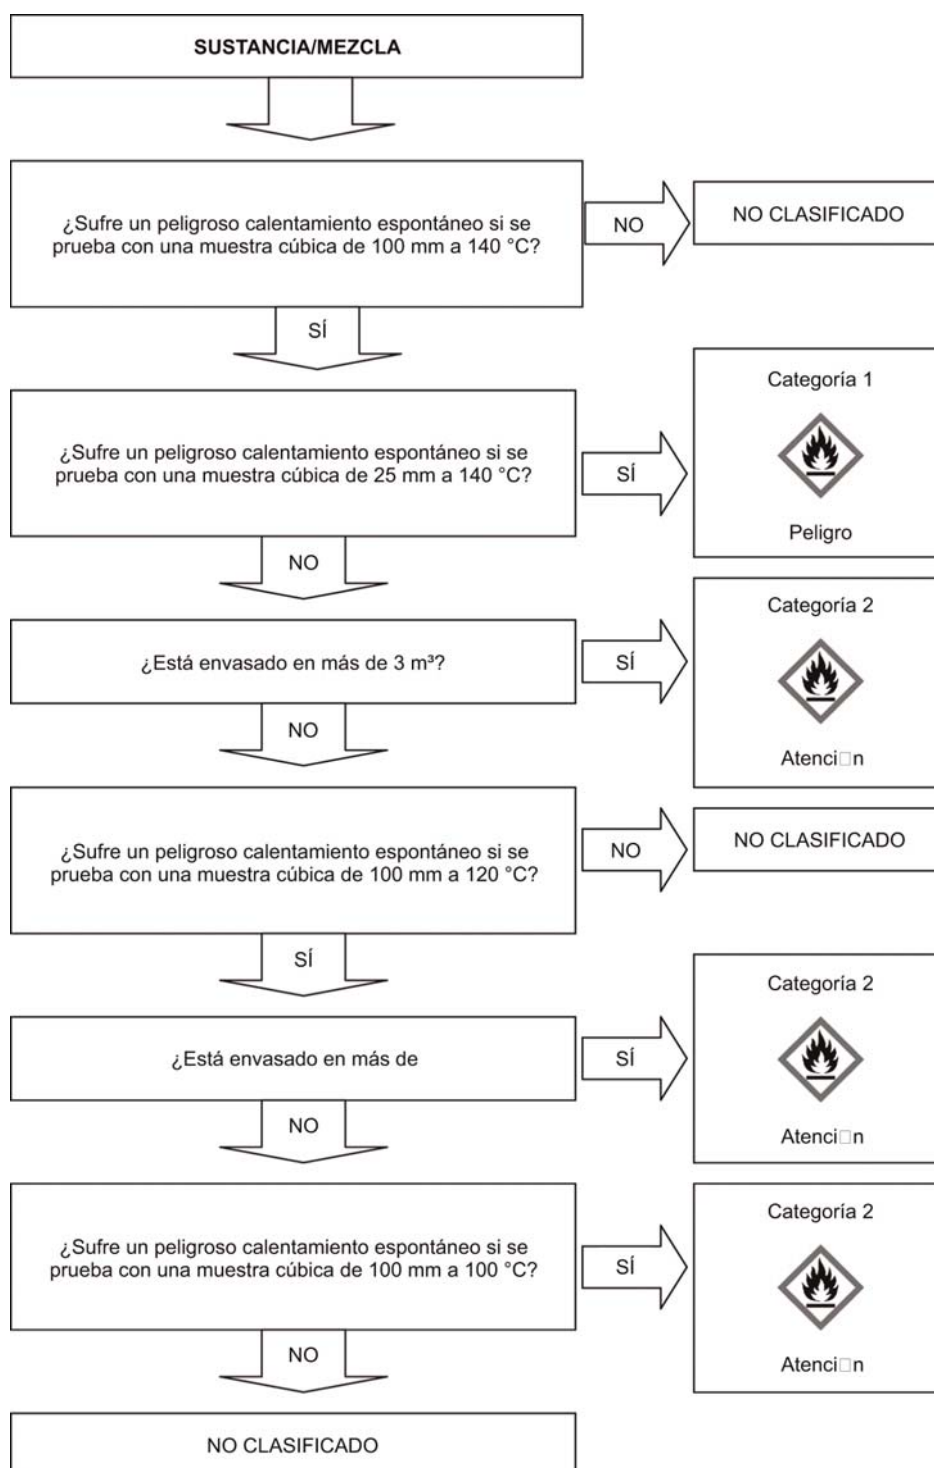 SUSTANCIA/MEZCLA
¿Sufre un peligroso calentamiento espontáneo si se
prueba con una muestra cúbica de 100 mm a 140 °C?
NO
NO CLASIFICADO
SÍ
¿Sufre un peligroso calentamiento espontáneo si se
prueba con una muestra cúbica de 25 mm a 140 °C?
SÍ
Categoría 1
Peligro
NO
¿Está envasado en más de 3 m³?
SÍ
Categoría 2
Atenci□n
NO
¿Sufre un peligroso calentamiento espontáneo si se
prueba con una muestra cúbica de 100 mm a 120 °C?
NO
NO CLASIFICADO
SÍ
¿Está envasado en más de
SÍ
Categoría 2
Atenci□n
NO
¿Sufre un peligroso calentamiento espontáneo si se
prueba con una muestra cúbica de 100 mm a 100 °C?
SÍ
Categoría 2
Atenci□n
NO
NO CLASIFICADO